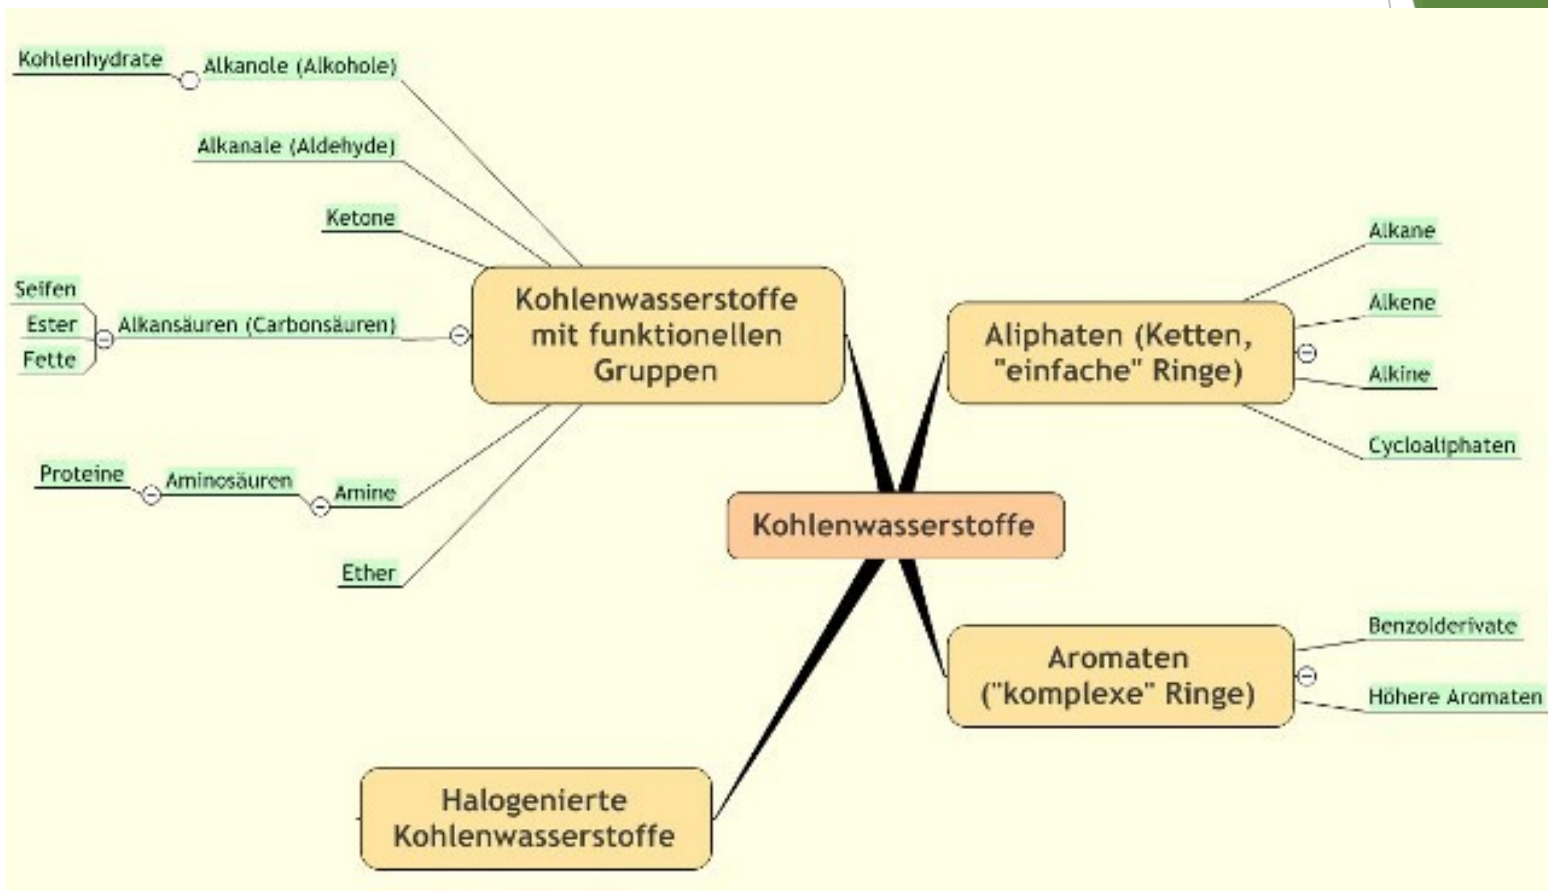 Kohlenhydrate
Alkanole (Alkohole)
Alkanale (Aldehyde)
Ketone
Seifen
Ester
Fette
Alkansäuren (Carbonsäuren)
Proteine
Aminosäuren
Amine
Ether
Kohlenwasserstoffe
mit funktionellen
Gruppen
Aliphaten (Ketten,
"einfache" Ringe)
Alkane
Alkene
Alkine
Cycloaliphaten
Kohlenwasserstoffe
Aromaten
("komplexe" Ringe)
Benzolderivate
Höhere Aromaten
Halogenierte
Kohlenwasserstoffe